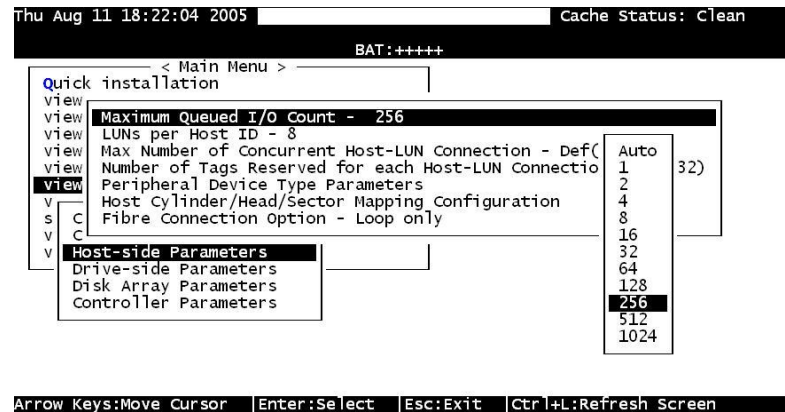 Thu Aug 11 18:22:04 2005 Cache Status: Clean
BAT:+++++
< Main Menu >
Quick installation
view
view Maximum Queued I/O Count - 256
view LUNs per Host ID - 8
view Max Number of Concurrent Host-LUN Connection - Def( Auto
view Number of Tags Reserved for each Host-LUN Connectio 1 32)
view Peripheral Device Type Parameters 2
v Host Cylinder/Head/Sector Mapping Configuration 4
s C Fibre Connection Option - Loop only 8
v C 16
v Host-side Parameters 32
Drive-side Parameters 64
Disk Array Parameters 128
Controller Parameters 256
512
1024
Arrow Keys:Move Cursor |Enter:Select |Esc:Exit |Ctrl+L:Refresh Screen